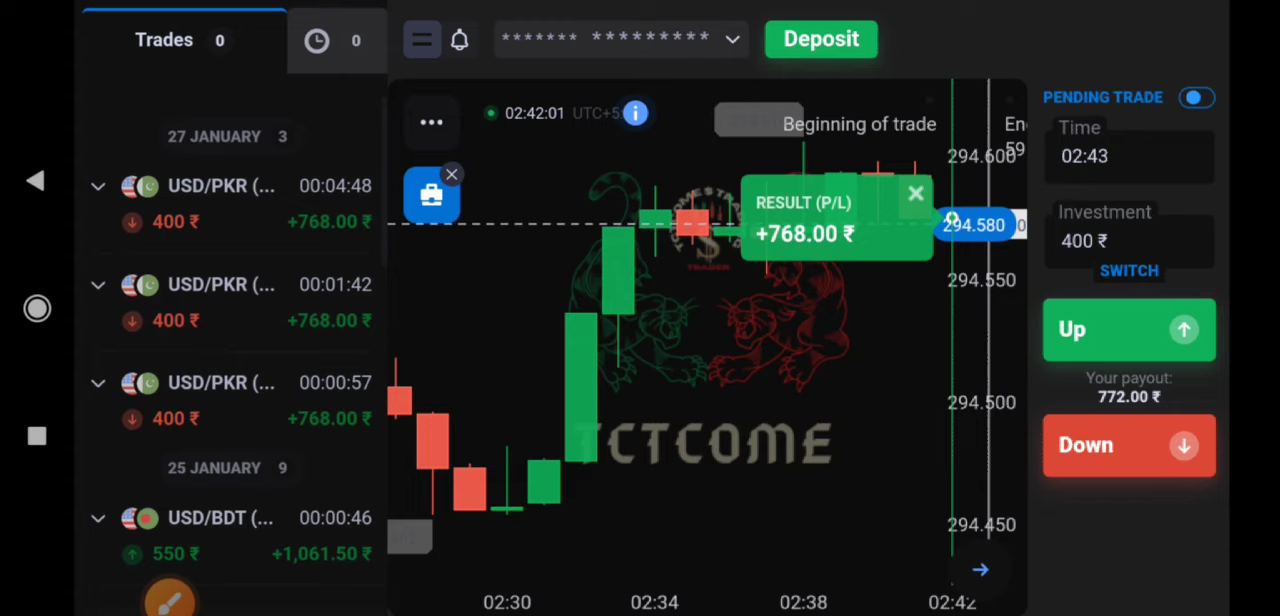 Trades 0
0
******* *********
Deposit
27 JANUARY 3
USD/PKR (... 00:04:48
400 ₹ +768.00 ₹
USD/PKR (... 00:01:42
400 ₹ +768.00 ₹
USD/PKR (... 00:00:57
400 ₹ +768.00 ₹
25 JANUARY 9
USD/BDT (... 00:00:46
550 ₹ +1,061.50 ₹
02:42:01 UTC+5
Beginning of trade
RESULT (P/L)
+768.00 ₹
TRADER
TCTCOME
294.600
294.580
294.550
294.500
294.450
02:30 02:34 02:38 02:42
PENDING TRADE
Time
02:43
Investment
400 ₹
SWITCH
Up
Your payout:
772.00 ₹
Down